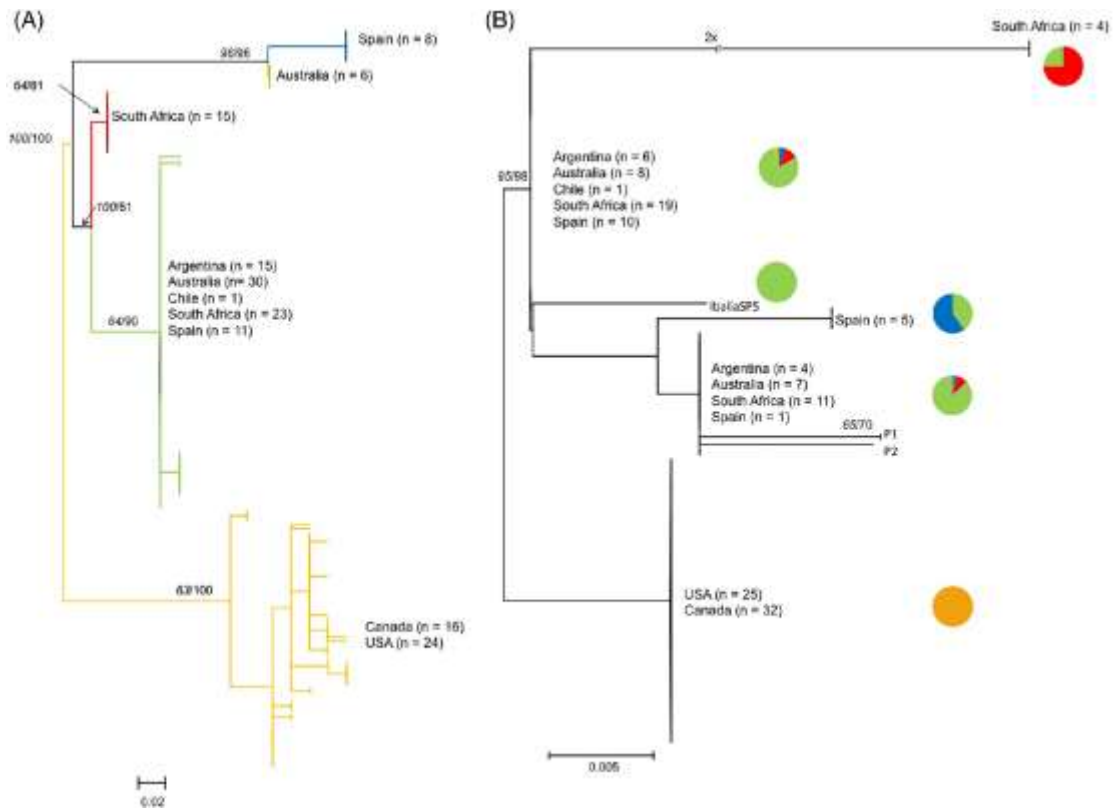 (A)
Spain (n = 8)
96/86
Australia (n = 6)
64/81
South Africa (n = 15)
100/100
100/61
Argentina (n = 15)
Australia (n= 30)
Chile (n = 1)
South Africa (n = 23)
Spain (n = 11)
64/90
63/100
Canada (n = 16)
USA (n = 24)
0.02
(B)
South Africa (n = 4)
2x
Argentina (n = 6)
Australia (n = 8)
Chile (n = 1)
South Africa (n = 19)
Spain (n = 10)
95/98
Spain (n = 5)
Argentina (n = 4)
Australia (n = 7)
South Africa (n = 11)
Spain (n = 1)
65/70
P1
P2
USA (n = 25)
Canada (n = 32)
0.005